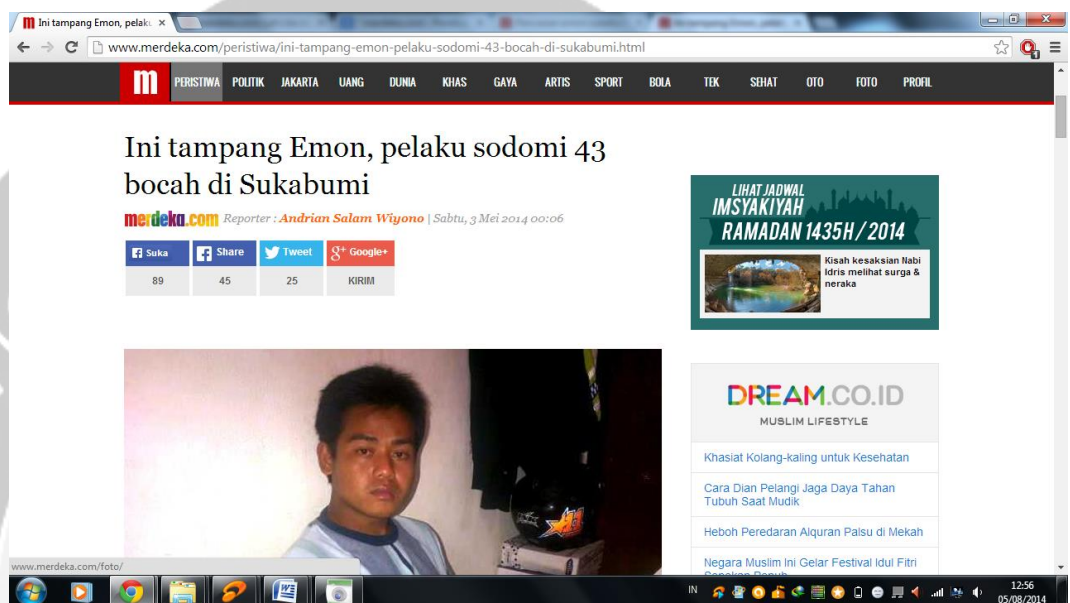 Ini tampang Emon, pelaku
www.merdeka.com/peristiwa/ini-tampang-emon-pelaku-sodomi-43-bocah-di-sukabumi.html
m PERISTIWA POLITIK JAKARTA UANG DUNIA KHAS GAYA ARTIS SPORT BOLA TEK SEHAT OTO FOTO PROFIL
Ini tampang Emon, pelaku sodomi 43
bocah di Sukabumi
merdeka.com Reporter : Andrian Salam Wiyono | Sabtu, 3 Mei 2014 00:06
Suka Share Tweet g+ Google+
89 45 25 KIRIM
LIHAT JADWAL
IMSYAKIYAH
RAMADAN 1435H / 2014
Kisah kesaksian Nabi
Idris melihat surga &
neraka
DREAM.CO.ID
MUSLIM LIFESTYLE
Khasiat Kolang-kaling untuk Kesehatan
Cara Dian Pelangi Jaga Daya Tahan
Tubuh Saat Mudik
Heboh Peredaran Alquran Palsu di Mekah
Negara Muslim Ini Gelar Festival Idul Fitri
www.merdeka.com/foto/
IN 12:56
05/08/2014